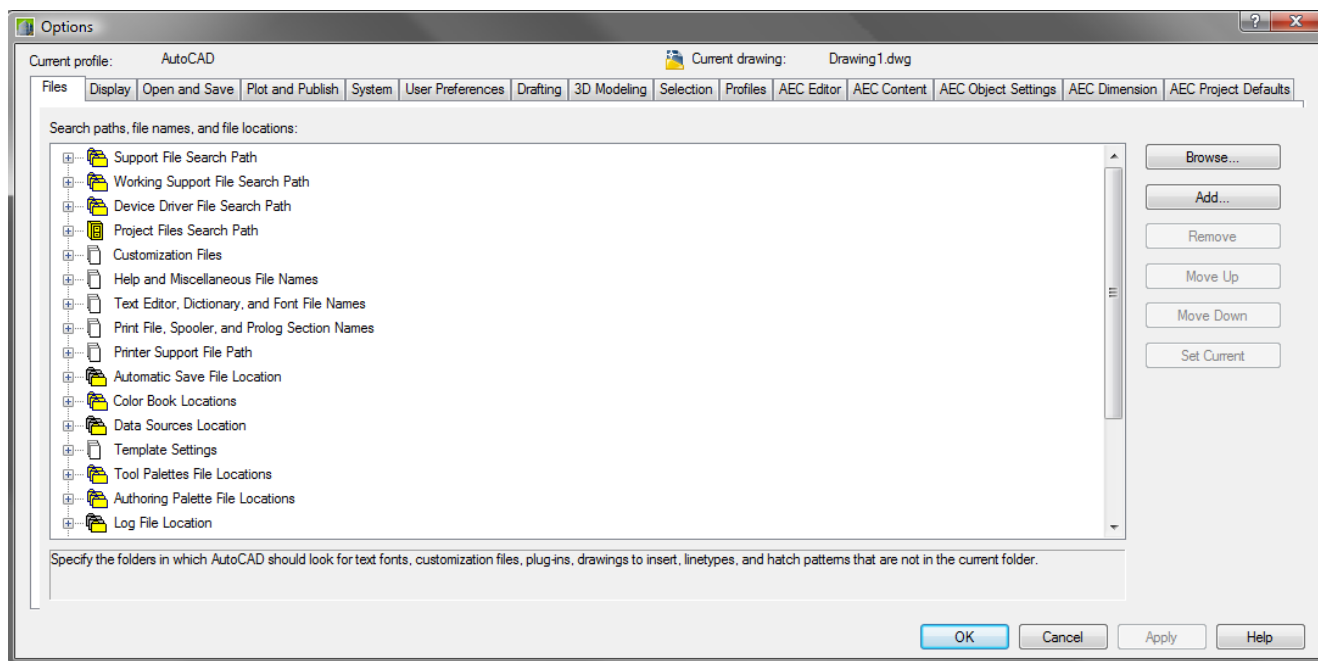 Options
Current profile: AutoCAD Current drawing: Drawing1.dwg
Files Display Open and Save Plot and Publish System User Preferences Drafting 3D Modeling Selection Profiles AEC Editor AEC Content AEC Object Settings AEC Dimension AEC Project Defaults
Search paths, file names, and file locations:
Support File Search Path
Working Support File Search Path
Device Driver File Search Path
Project Files Search Path
Customization Files
Help and Miscellaneous File Names
Text Editor, Dictionary, and Font File Names
Print File, Spooler, and Prolog Section Names
Printer Support File Path
Automatic Save File Location
Color Book Locations
Data Sources Location
Template Settings
Tool Palettes File Locations
Authoring Palette File Locations
Log File Location
Browse...
Add...
Remove
Move Up
Move Down
Set Current
Specify the folders in which AutoCAD should look for text fonts, customization files, plug-ins, drawings to insert, linetypes, and hatch patterns that are not in the current folder.
OK Cancel Apply Help